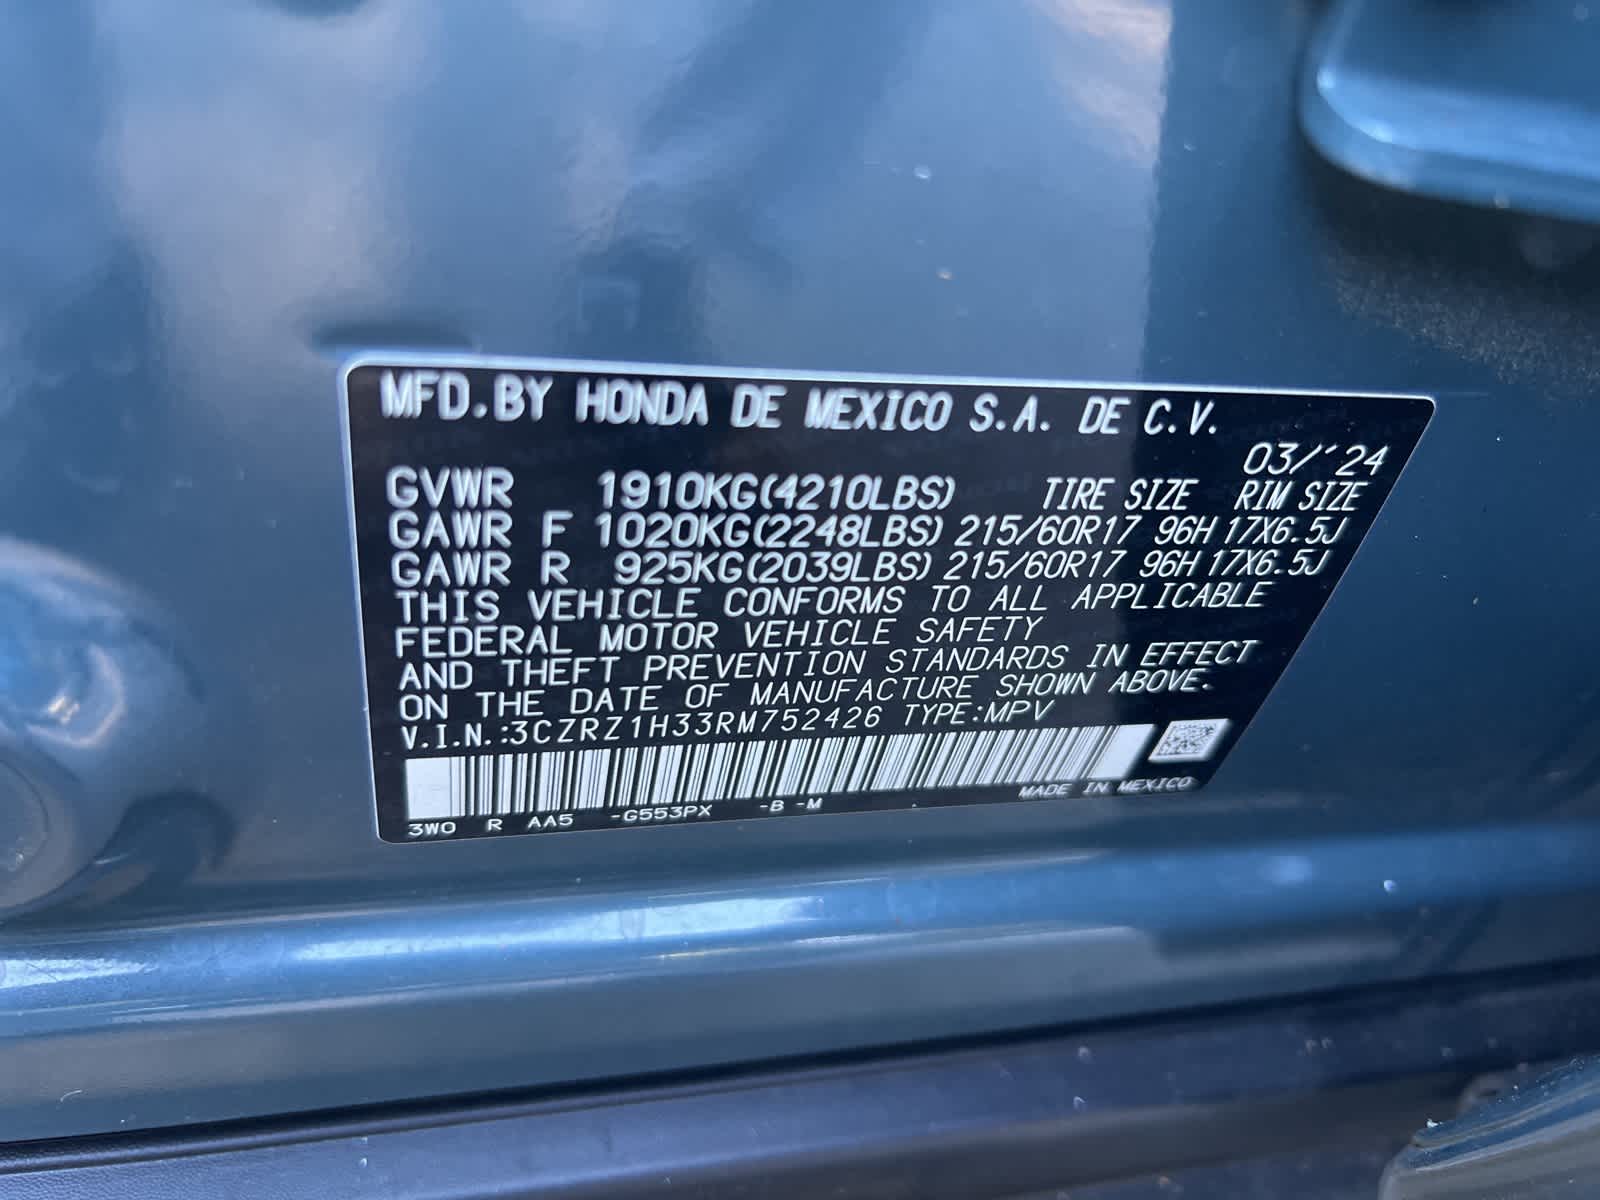 MFD.BY HONDA DE MEXICO S.A. DE C.V.
03/'24
GVWR 1910KG(4210LBS) TIRE SIZE RIM SIZE
GAWR F 1020KG(2248LBS) 215/60R17 96H 17X6.5J
GAWR R 925KG(2039LBS) 215/60R17 96H 17X6.5J
THIS VEHICLE CONFORMS TO ALL APPLICABLE
FEDERAL MOTOR VEHICLE SAFETY
AND THEFT PREVENTION STANDARDS IN EFFECT
ON THE DATE OF MANUFACTURE SHOWN ABOVE.
V.I.N.:3CZRZ1H33RM752426 TYPE:MPV
3W0 R AA5 -G553PX -B -M MADE IN MEXICO